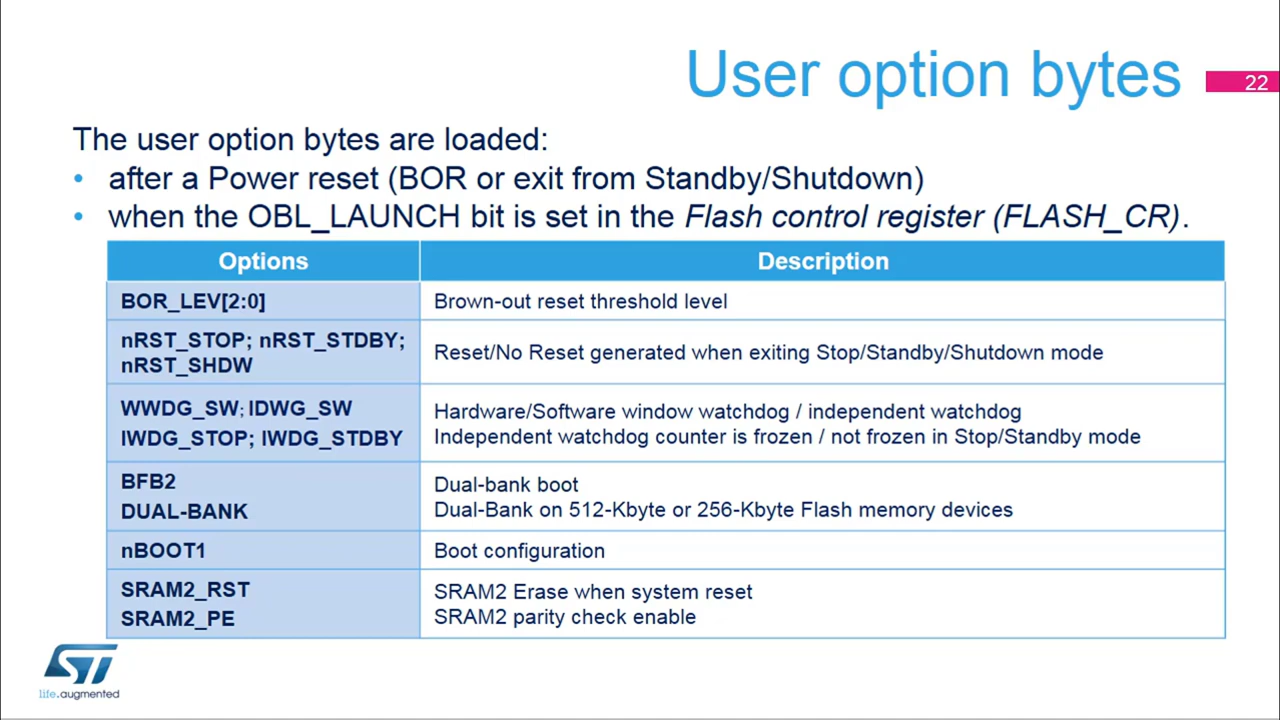 User option bytes
22
The user option bytes are loaded:
• after a Power reset (BOR or exit from Standby/Shutdown)
• when the OBL_LAUNCH bit is set in the Flash control register (FLASH_CR).
Options
Description
BOR_LEV[2:0]
Brown-out reset threshold level
nRST_STOP; nRST_STDBY;
nRST_SHDW
Reset/No Reset generated when exiting Stop/Standby/Shutdown mode
WWDG_SW; IDWG_SW
IWDG_STOP; IWDG_STDBY
Hardware/Software window watchdog / independent watchdog
Independent watchdog counter is frozen / not frozen in Stop/Standby mode
BFB2
DUAL-BANK
Dual-bank boot
Dual-Bank on 512-Kbyte or 256-Kbyte Flash memory devices
nBOOT1
Boot configuration
SRAM2_RST
SRAM2_PE
SRAM2 Erase when system reset
SRAM2 parity check enable
ST
life.augmented